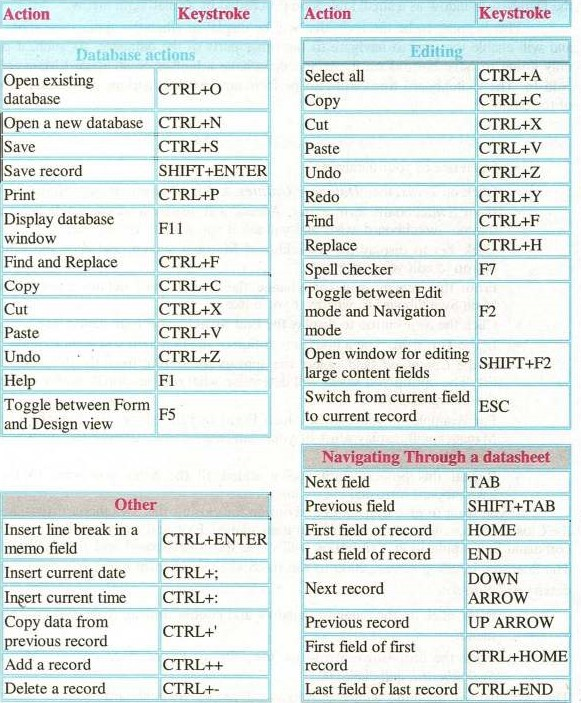 Action Keystroke
Database actions
Open existing
database CTRL+O
Open a new database CTRL+N
Save CTRL+S
Save record SHIFT+ENTER
Print CTRL+P
Display database
window F11
Find and Replace CTRL+F
Copy CTRL+C
Cut CTRL+X
Paste CTRL+V
Undo CTRL+Z
Help F1
Toggle between Form
and Design view F5
Other
Insert line break in a
memo field CTRL+ENTER
Insert current date CTRL+;
Insert current time CTRL+:
Copy data from
previous record CTRL+'
Add a record CTRL++
Delete a record CTRL+-
Action Keystroke
Editing
Select all CTRL+A
Copy CTRL+C
Cut CTRL+X
Paste CTRL+V
Undo CTRL+Z
Redo CTRL+Y
Find CTRL+F
Replace CTRL+H
Spell checker F7
Toggle between Edit
mode and Navigation F2
mode
Open window for editing
large content fields SHIFT+F2
Switch from current field
to current record ESC
Navigating Through a datasheet
Next field TAB
Previous field SHIFT+TAB
First field of record HOME
Last field of record END
Next record DOWN
ARROW
Previous record UP ARROW
First field of first
record CTRL+HOME
Last field of last record CTRL+END